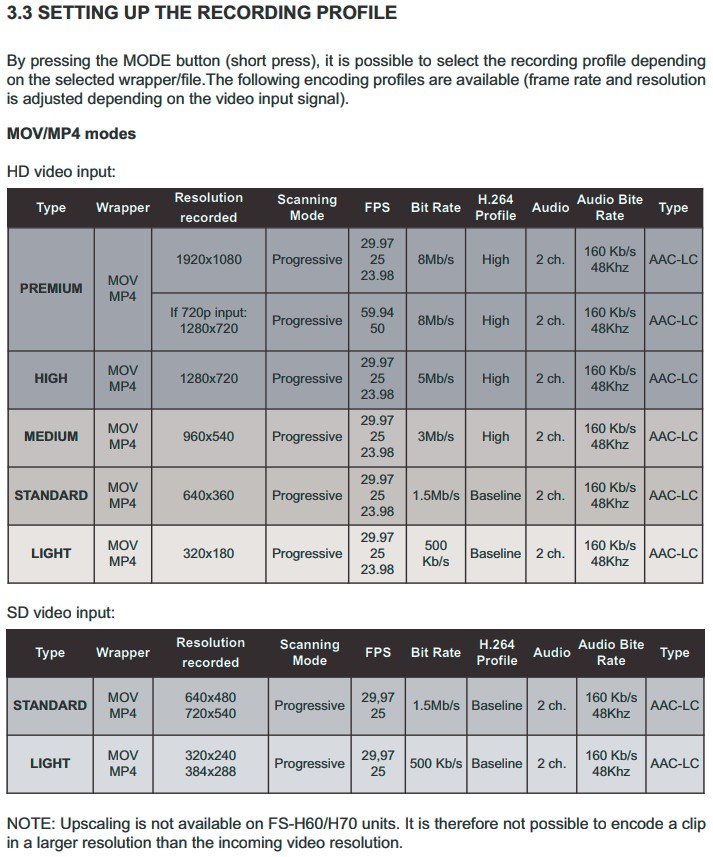 3.3 SETTING UP THE RECORDING PROFILE
By pressing the MODE button (short press), it is possible to select the recording profile depending
on the selected wrapper/file.The following encoding profiles are available (frame rate and resolution
is adjusted depending on the video input signal).
MOV/MP4 modes
HD video input:
Type Wrapper Resolution recorded Scanning Mode FPS Bit Rate H.264 Profile Audio Audio Bite Rate Type
PREMIUM MOV MP4 1920x1080 Progressive 29.97 25 23.98 8Mb/s High 2 ch. 160 Kb/s 48Khz AAC-LC
If 720p input: 1280x720 Progressive 59.94 50 8Mb/s High 2 ch. 160 Kb/s 48Khz AAC-LC
HIGH MOV MP4 1280x720 Progressive 29.97 25 23.98 5Mb/s High 2 ch. 160 Kb/s 48Khz AAC-LC
MEDIUM MOV MP4 960x540 Progressive 29.97 25 23.98 3Mb/s High 2 ch. 160 Kb/s 48Khz AAC-LC
STANDARD MOV MP4 640x360 Progressive 29.97 25 23.98 1.5Mb/s Baseline 2 ch. 160 Kb/s 48Khz AAC-LC
LIGHT MOV MP4 320x180 Progressive 29.97 25 23.98 500 Kb/s Baseline 2 ch. 160 Kb/s 48Khz AAC-LC
SD video input:
Type Wrapper Resolution recorded Scanning Mode FPS Bit Rate H.264 Profile Audio Audio Bite Rate Type
STANDARD MOV MP4 640x480 720x540 Progressive 29,97 25 1.5Mb/s Baseline 2 ch. 160 Kb/s 48Khz AAC-LC
LIGHT MOV MP4 320x240 384x288 Progressive 29,97 25 500 Kb/s Baseline 2 ch. 160 Kb/s 48Khz AAC-LC
NOTE: Upscaling is not available on FS-H60/H70 units. It is therefore not possible to encode a clip
in a larger resolution than the incoming video resolution.